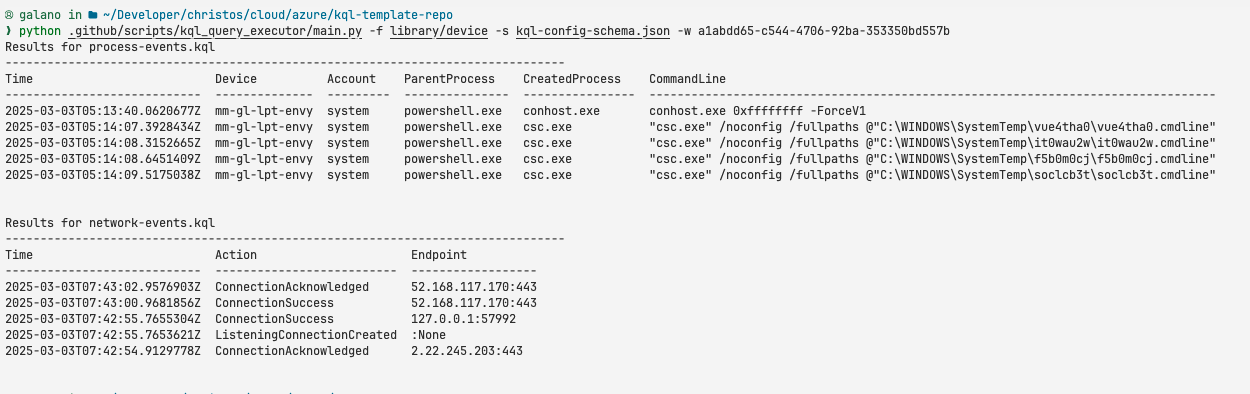 galano in ~/Developer/christos/cloud/azure/kql-template-repo
❯ python .github/scripts/kql_query_executor/main.py -f library/device -s kql-config-schema.json -w a1abdd65-c544-4706-92ba-353350bd557b
Results for process-events.kql
--------------------------------------------------------------------------------
Time Device Account ParentProcess CreatedProcess CommandLine
---------------------------- -------------- --------- --------------- ---------------- ---------------------------------------------------------------------------------
2025-03-03T05:13:40.0620677Z mm-gl-lpt-envy system powershell.exe conhost.exe conhost.exe 0xffffffff -ForceV1
2025-03-03T05:14:07.3928434Z mm-gl-lpt-envy system powershell.exe csc.exe "csc.exe" /noconfig /fullpaths @"C:\WINDOWS\SystemTemp\vue4tha0\vue4tha0.cmdline"
2025-03-03T05:14:08.3152665Z mm-gl-lpt-envy system powershell.exe csc.exe "csc.exe" /noconfig /fullpaths @"C:\WINDOWS\SystemTemp\it0wau2w\it0wau2w.cmdline"
2025-03-03T05:14:08.6451409Z mm-gl-lpt-envy system powershell.exe csc.exe "csc.exe" /noconfig /fullpaths @"C:\WINDOWS\SystemTemp\f5b0m0cj\f5b0m0cj.cmdline"
2025-03-03T05:14:09.5175038Z mm-gl-lpt-envy system powershell.exe csc.exe "csc.exe" /noconfig /fullpaths @"C:\WINDOWS\SystemTemp\soclcb3t\soclcb3t.cmdline"
Results for network-events.kql
--------------------------------------------------------------------------------
Time Action Endpoint
---------------------------- -------------------------- ------------------
2025-03-03T07:43:02.9576903Z ConnectionAcknowledged 52.168.117.170:443
2025-03-03T07:43:00.9681856Z ConnectionSuccess 52.168.117.170:443
2025-03-03T07:42:55.7655304Z ConnectionSuccess 127.0.0.1:57992
2025-03-03T07:42:55.7653621Z ListeningConnectionCreated :None
2025-03-03T07:42:54.9129778Z ConnectionAcknowledged 2.22.245.203:443